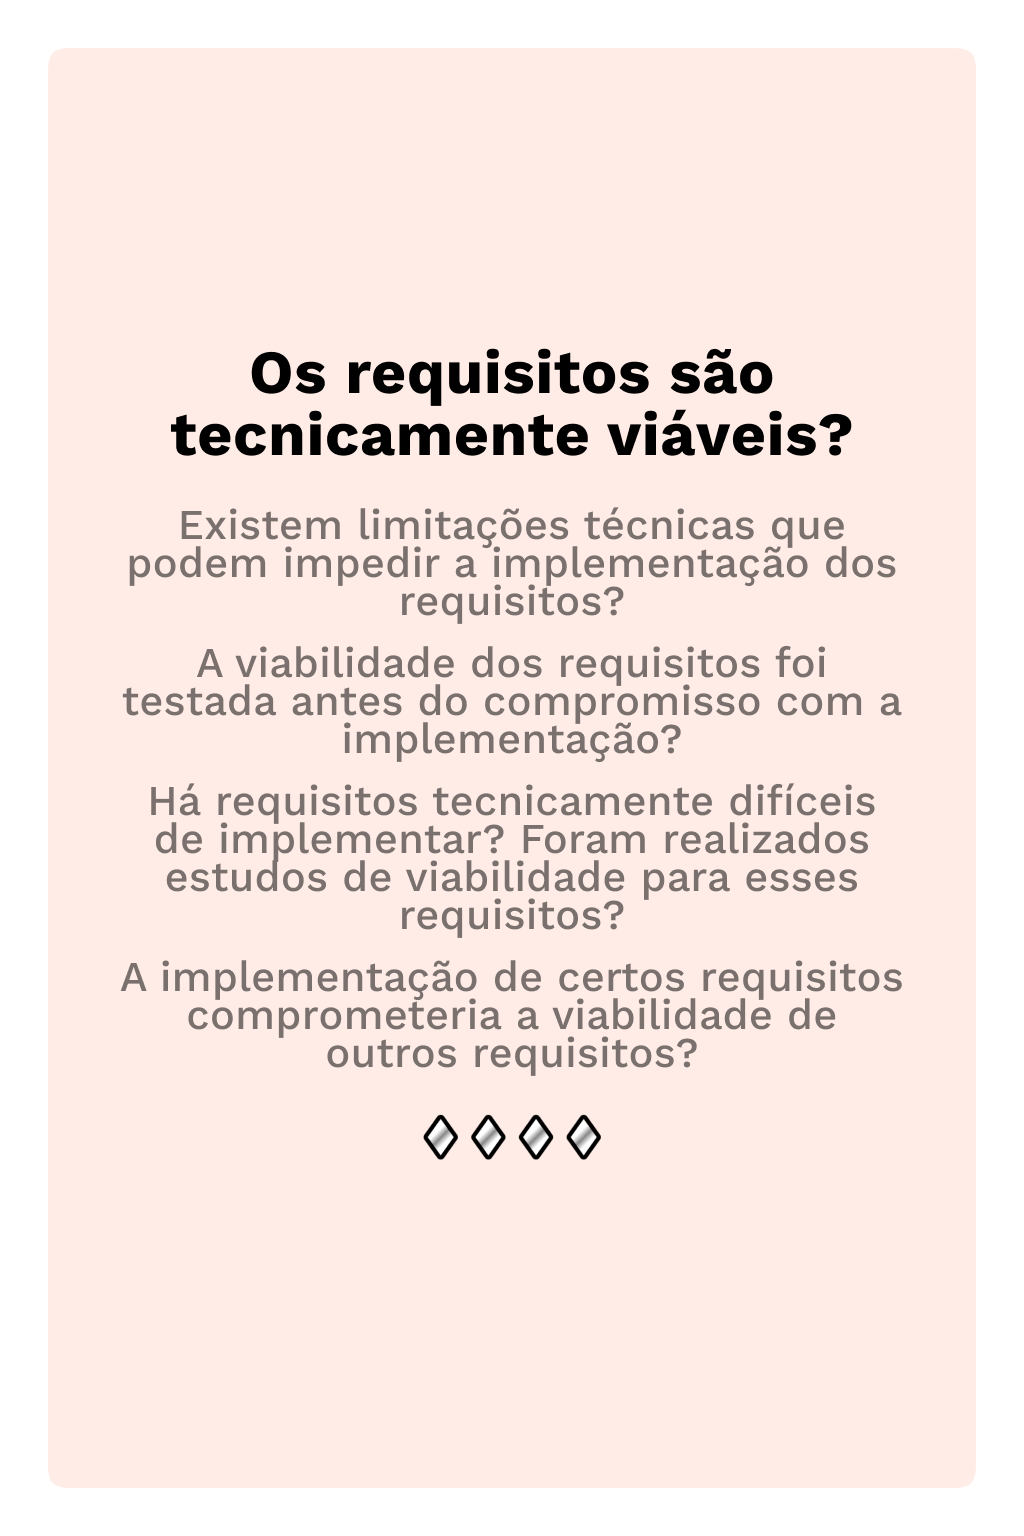 Os requisitos são
tecnicamente viáveis?
Existem limitações técnicas que
podem impedir a implementação dos
requisitos?
A viabilidade dos requisitos foi
testada antes do compromisso com a
implementação?
Há requisitos tecnicamente difíceis
de implementar? Foram realizados
estudos de viabilidade para esses
requisitos?
A implementação de certos requisitos
comprometeria a viabilidade de
outros requisitos?